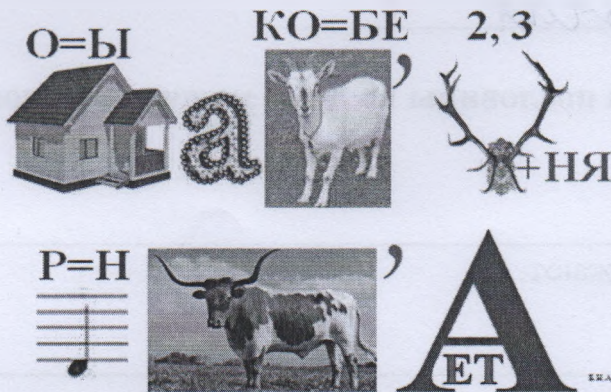 О=Ы КО=БЕ , 2, 3
а +НЯ
Р=Н ,
А
ЕТ